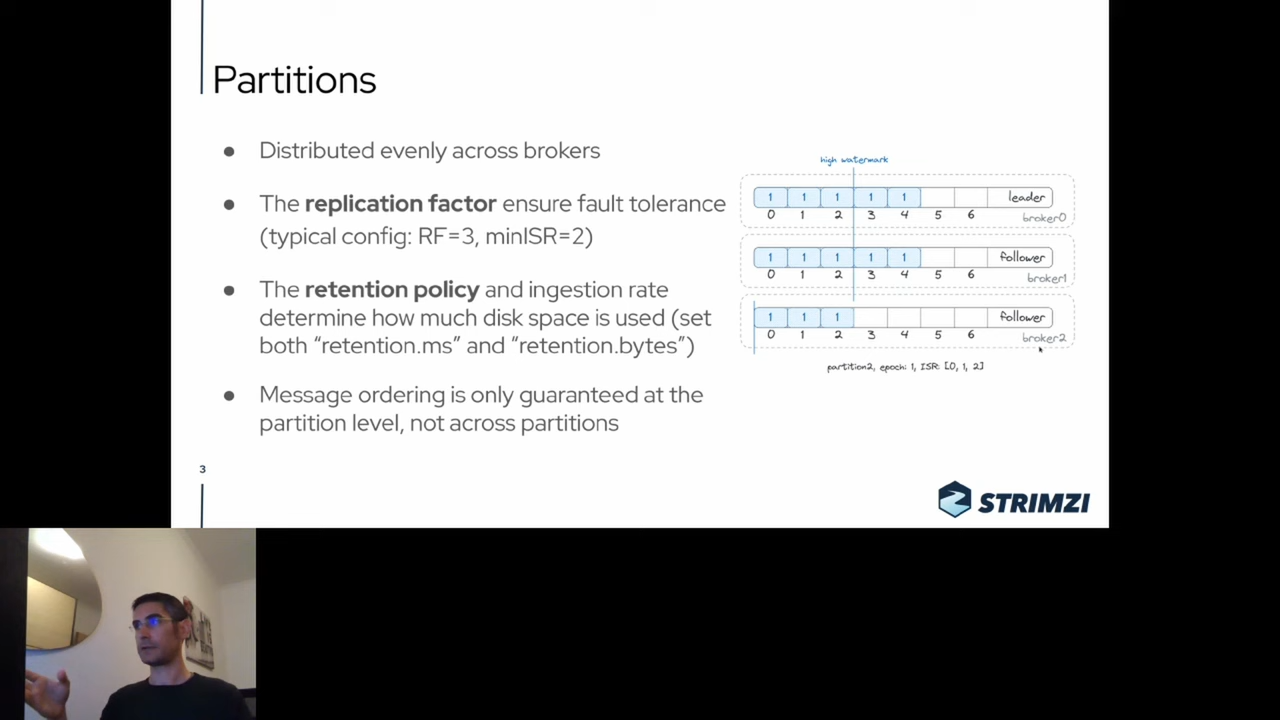 Partitions
● Distributed evenly across brokers
● The replication factor ensure fault tolerance
(typical config: RF=3, minISR=2)
● The retention policy and ingestion rate
determine how much disk space is used (set
both “retention.ms” and “retention.bytes”)
● Message ordering is only guaranteed at the
partition level, not across partitions
high watermark
1 1 1 1 1 leader
0 1 2 3 4 5 6
broker0
1 1 1 1 1 follower
0 1 2 3 4 5 6
broker1
1 1 1 follower
0 1 2 3 4 5 6
broker2
partition2, epoch: 1, ISR: [0, 1, 2]
3
STRIMZI